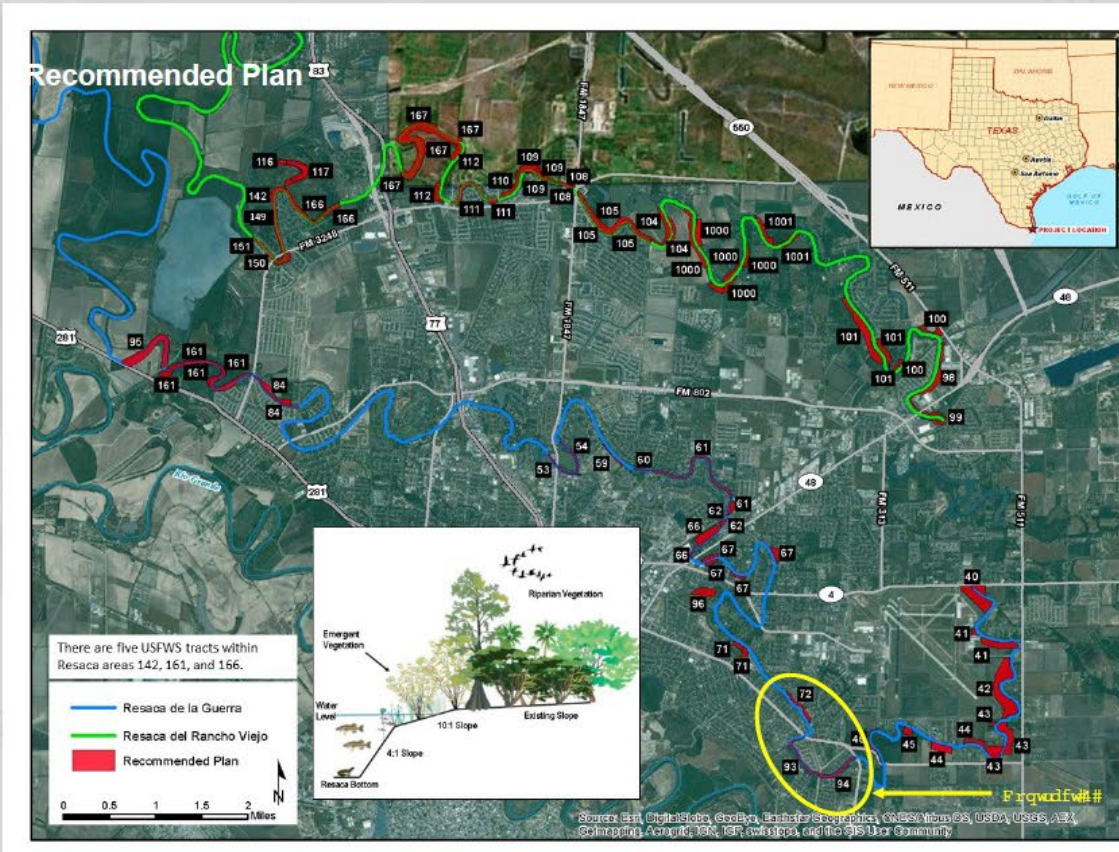 Recommended Plan
83
FM 1847
550
NEW MEXICO
OKLAHOMA
TEXAS
Dallas
Austin
San Antonio
MEXICO
GULF OF
MEXICO
PROJECT LOCATION
167
167
116
117
167
112
109
109
142
110
108
167
166
112
109
149
166
111
111
108
105
104
1000
1001
151
FM-3248
105
105
104
1000
1000
1001
150
1000
1000
FM-511
48
281
77
FM 1847
100
95
161
161
101
101
161
161
84
101
100
98
FM-802
84
99
54
61
53
59
60
Rio Grande
48
281
62
61
FM 313
FM 511
66
62
66
67
67
67
67
40
96
4
41
41
71
71
42
72
43
46
44
45
44
43
43
93
94
Frqwudfw#4#
Riparian Vegetation
Emergent
Vegetation
Water
Level
10:1 Slope
Existing Slope
4:1 Slope
Resaca Bottom
There are five USFWS tracts within
Resaca areas 142, 161, and 166.
Resaca de la Guerra
Resaca del Rancho Viejo
Recommended Plan
N
0 0.5 1 1.5 2
Miles
Source: Esri, DigitalGlobe, GeoEye, Earthstar Geographics, CNES/Airbus DS, USDA, USGS, AEX,
Getmapping, Aerogrid, IGN, IGP, swisstopo, and the GIS User Community